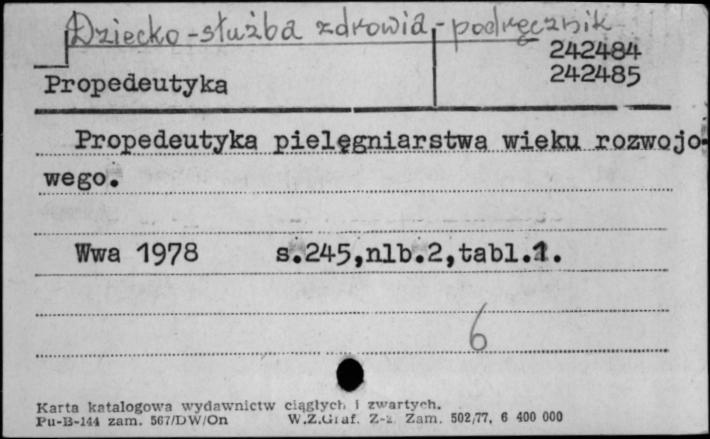 Dziecko - służba zdrowia - podręcznik
242484
Propedeutyka 242485
Propedeutyka pielęgniarstwa wieku rozwojo-
wego.
Wwa 1978 s.245,nlb.2,tabl.1.
6
Karta katalogowa wydawnictw ciągłych i zwartych.
Pu-B-144 zam. 567/DW/On W.Z.Graf. Z-z. Zam. 502/77, 6 400 000